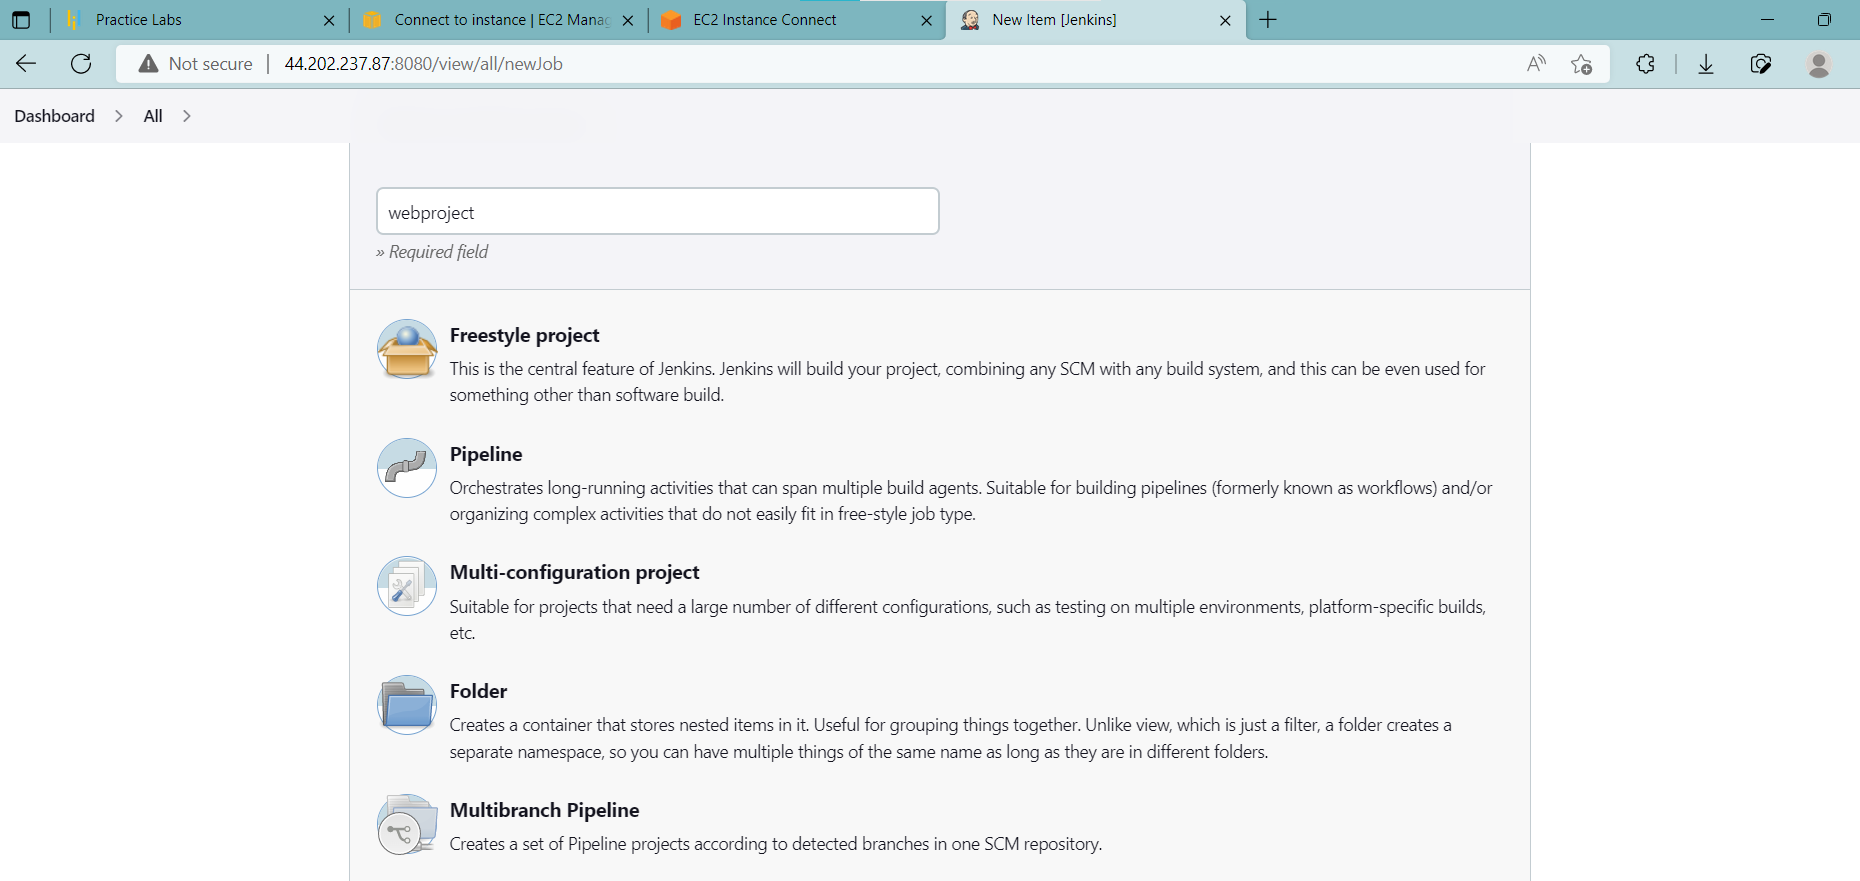 Practice Labs
Connect to instance | EC2 Manag
EC2 Instance Connect
New Item [Jenkins]
Not secure
44.202.237.87:8080/view/all/newJob
Dashboard > All >
webproject
» Required field
Freestyle project
This is the central feature of Jenkins. Jenkins will build your project, combining any SCM with any build system, and this can be even used for
something other than software build.
Pipeline
Orchestrates long-running activities that can span multiple build agents. Suitable for building pipelines (formerly known as workflows) and/or
organizing complex activities that do not easily fit in free-style job type.
Multi-configuration project
Suitable for projects that need a large number of different configurations, such as testing on multiple environments, platform-specific builds,
etc.
Folder
Creates a container that stores nested items in it. Useful for grouping things together. Unlike view, which is just a filter, a folder creates a
separate namespace, so you can have multiple things of the same name as long as they are in different folders.
Multibranch Pipeline
Creates a set of Pipeline projects according to detected branches in one SCM repository.